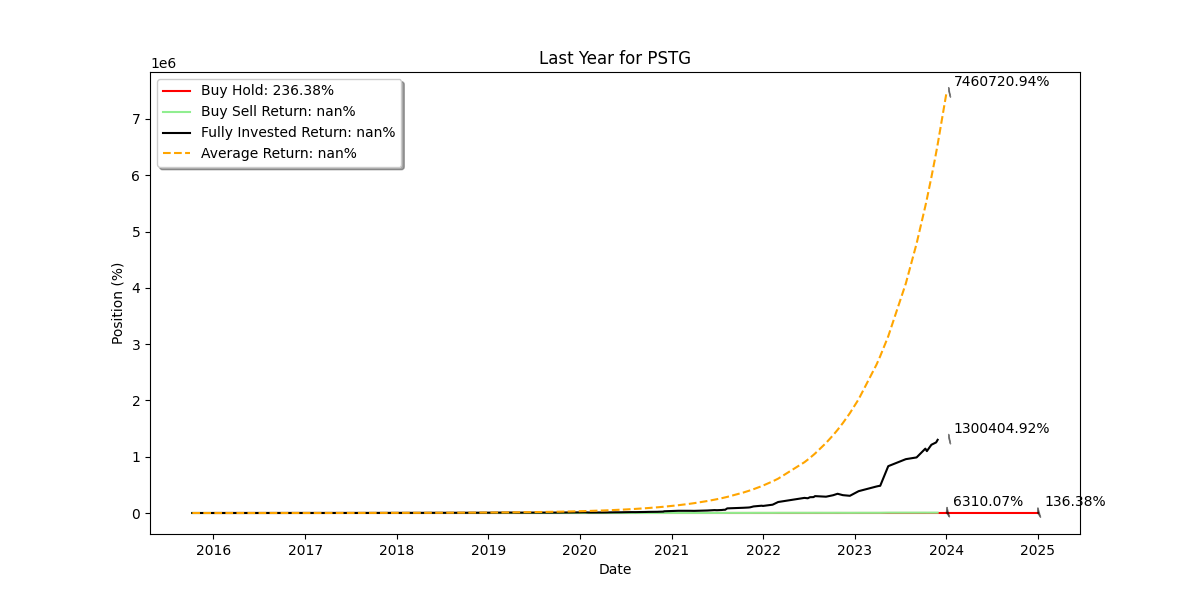 Last Year for PSTG
1e6
Buy Hold: 236.38%
Buy Sell Return: nan%
Fully Invested Return: nan%
Average Return: nan%
7460720.94%
1300404.92%
6310.07%
136.38%
7
6
5
4
3
2
1
0
Position (%)
2016 2017 2018 2019 2020 2021 2022 2023 2024 2025
Date